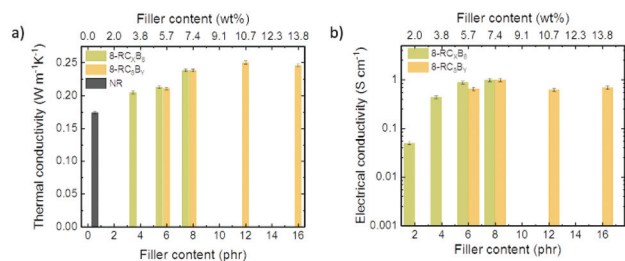 a)
Filler content (wt%)
0.0 2.0 3.8 5.7 7.4 9.1 10.7 12.3 13.8
8-RC₅B₅
8-RC₅Bᵧ
NR
Thermal conductivity (W m⁻¹K⁻¹)
0.25
0.20
0.15
0.10
0.05
0.00
0 2 4 6 8 10 12 14 16
Filler content (phr)
b)
Filler content (wt%)
2.0 3.8 5.7 7.4 9.1 10.7 12.3 13.8
8-RC₅B₅
8-RC₅Bᵧ
Electrical conductivity (S cm⁻¹)
1
0.1
0.01
0.001
2 4 6 8 10 12 14 16
Filler content (phr)